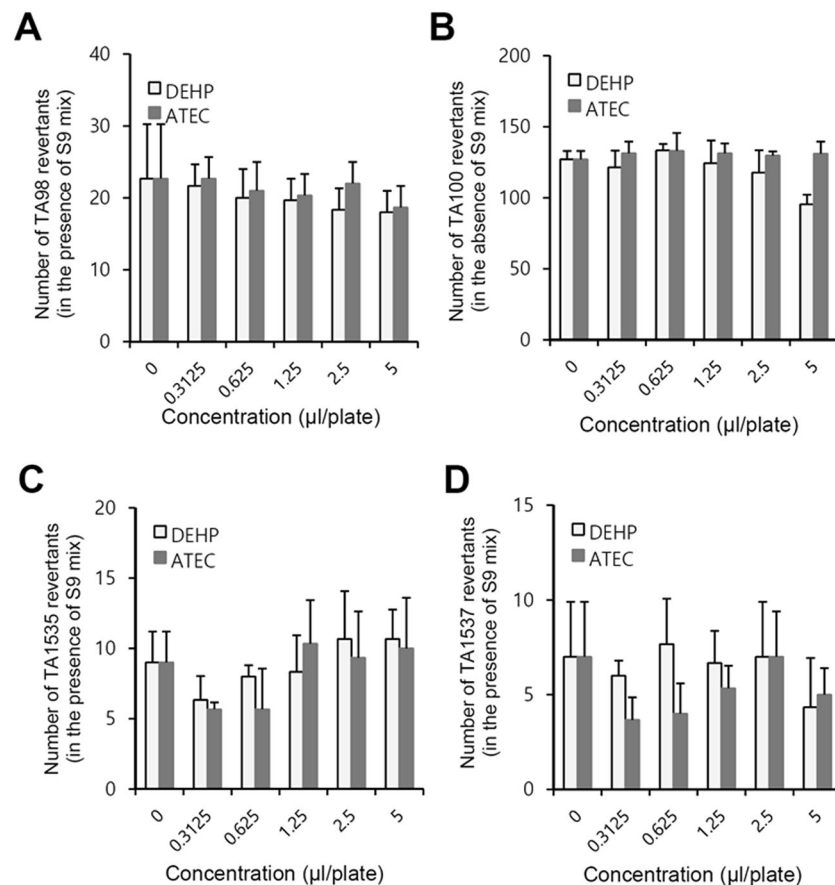 A
Number of TA98 revertants
(in the presence of S9 mix)
40
30
20
10
0
DEHP
ATEC
0
0.3125
0.625
1.25
2.5
5
Concentration (µl/plate)
B
Number of TA100 revertants
(in the absence of S9 mix)
200
150
100
50
0
DEHP
ATEC
0
0.3125
0.625
1.25
2.5
5
Concentration (µl/plate)
C
Number of TA1535 revertants
(in the presence of S9 mix)
20
15
10
5
0
DEHP
ATEC
0
0.3125
0.625
1.25
2.5
5
Concentration (µl/plate)
D
Number of TA1537 revertants
(in the presence of S9 mix)
15
10
5
0
DEHP
ATEC
0
0.3125
0.625
1.25
2.5
5
Concentration (µl/plate)